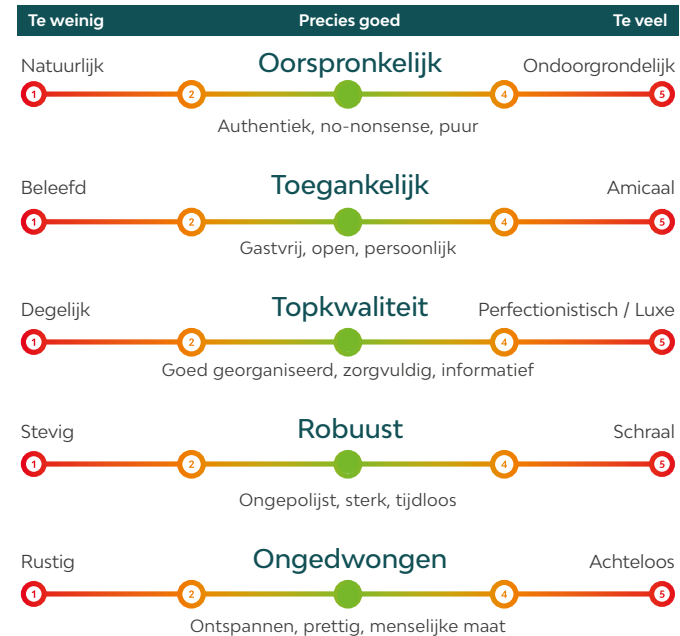 Te weinig Precies goed Te veel
Natuurlijk Oorspronkelijk Ondoorgrondelijk
1 2 4 5
Authentiek, no-nonsense, puur
Beleefd Toegankelijk Amicaal
1 2 4 5
Gastvrij, open, persoonlijk
Degelijk Topkwaliteit Perfectionistisch / Luxe
1 2 4 5
Goed georganiseerd, zorgvuldig, informatief
Stevig Robuust Schraal
1 2 4 5
Ongepolijst, sterk, tijdloos
Rustig Ongedwongen Achteloos
1 2 4 5
Ontspannen, prettig, menselijke maat